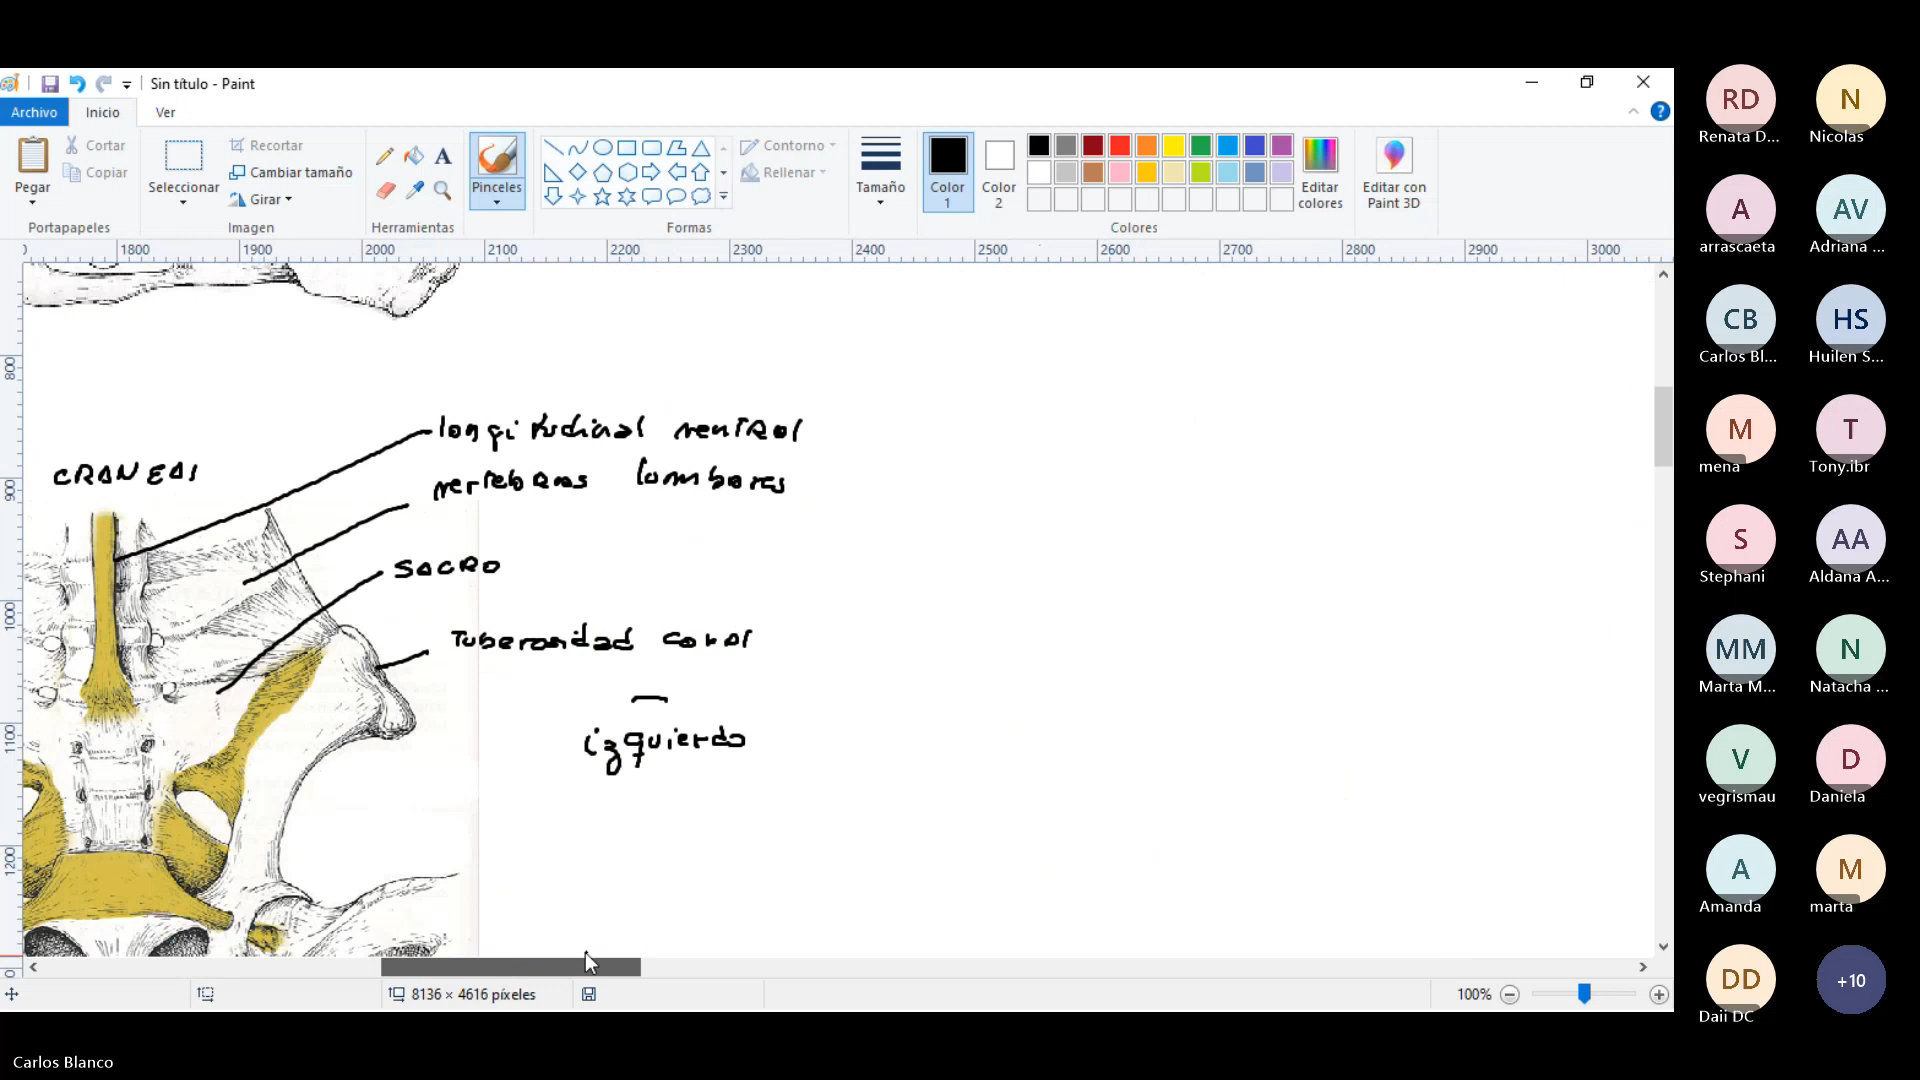 Sin título - Paint
Archivo Inicio Ver
Pegar
Cortar
Copiar
Portapapeles
Seleccionar
Recortar
Cambiar tamaño
Girar
Imagen
A
Herramientas
Pinceles
Contorno
Rellenar
Formas
Tamaño
Color 1
Color 2
Editar colores
Editar con Paint 3D
Colores
1800 1900 2000 2100 2200 2300 2400 2500 2600 2700 2800 2900 3000
800
900
1000
1100
1200
longitudinal ventral
CRANEAl
vertebras lumbares
SACRO
Tuberosidad coxal
izquierdo
8136 × 4616 píxeles
100%
Carlos Blanco
RD
Renata D...
N
Nicolas
A
arrascaeta
AV
Adriana ...
CB
Carlos Bl...
HS
Huilen S...
M
mena
T
Tony.ibr
S
Stephani
AA
Aldana A...
MM
Marta M...
N
Natacha ...
V
vegrismau
D
Daniela
A
Amanda
M
marta
DD
Daii DC
+10